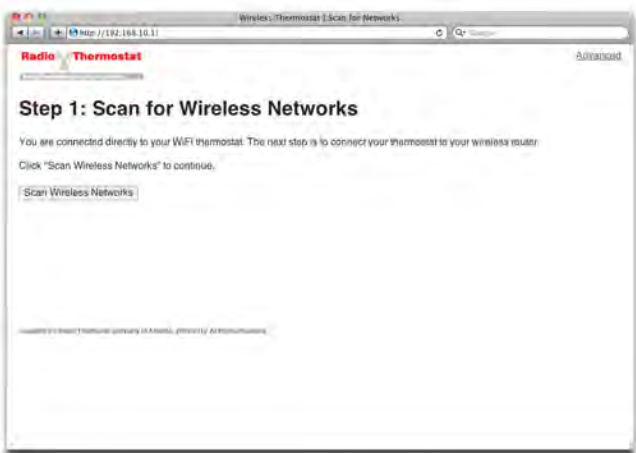 Wireless Thermostat | Scan for Networks
http://192.168.10.1/
Google
Radio Thermostat
Advanced
Step 1: Scan for Wireless Networks
You are connected directly to your WiFi thermostat. The next step is to connect your thermostat to your wireless router.
Click "Scan Wireless Networks" to continue.
Scan Wireless Networks